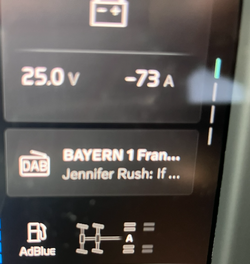 25.0 V -73 A
BAYERN 1 Fran...
DAB
Jennifer Rush: If ...
A
AdBlue